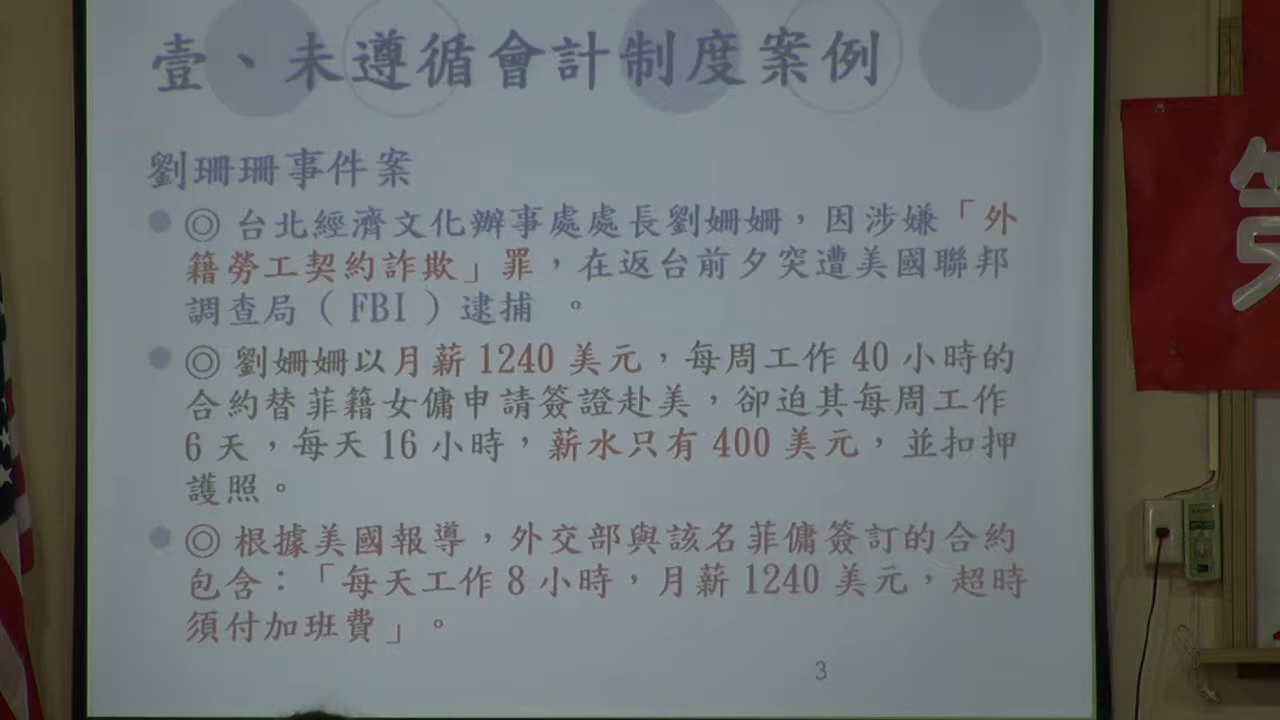 壹、未遵循會計制度案例
劉珊珊事件案
◎ 台北經濟文化辦事處處長劉姍姍，因涉嫌「外
籍勞工契約詐欺」罪，在返台前夕突遭美國聯邦
調查局（FBI）逮捕 。
◎ 劉姍姍以月薪 1240 美元，每周工作 40 小時的
合約替菲籍女傭申請簽證赴美，卻迫其每周工作
6 天，每天 16 小時，薪水只有 400 美元，並扣押
護照。
◎ 根據美國報導，外交部與該名菲傭簽訂的合約
包含：「每天工作 8 小時，月薪 1240 美元，超時
須付加班費」。
3